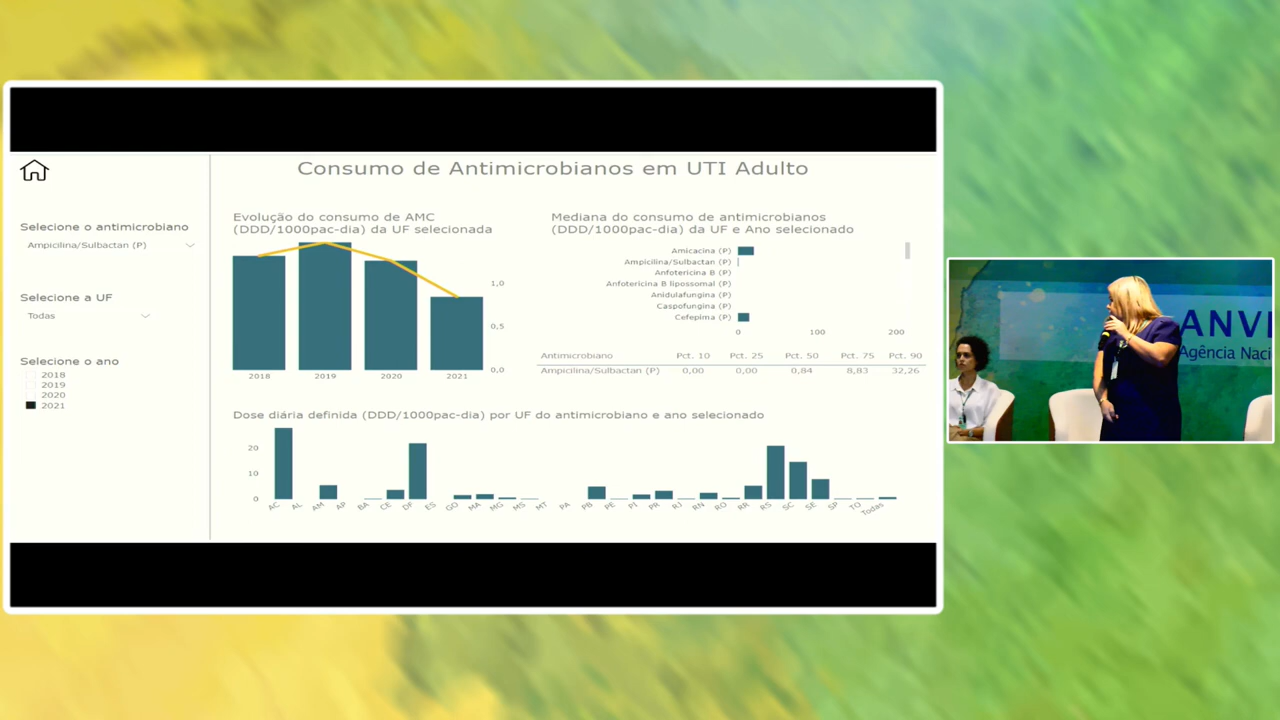 Consumo de Antimicrobianos em UTI Adulto
Selecione o antimicrobiano
Ampicilina/Sulbactan (P)
Selecione a UF
Todas
Selecione o ano
2018
2019
2020
2021
Evolução do consumo de AMC
(DDD/1000pac-dia) da UF selecionada
1,0
0,5
0,0
2018 2019 2020 2021
Mediana do consumo de antimicrobianos
(DDD/1000pac-dia) da UF e Ano selecionado
Amicacina (P)
Ampicilina/Sulbactan (P)
Anfotericina B (P)
Anfotericina B lipossomal (P)
Anidulafungina (P)
Caspofungina (P)
Cefepima (P)
0 100 200
Antimicrobiano Pct. 10 Pct. 25 Pct. 50 Pct. 75 Pct. 90
Ampicilina/Sulbactan (P) 0,00 0,00 0,84 8,83 32,26
Dose diária definida (DDD/1000pac-dia) por UF do antimicrobiano e ano selecionado
20
10
0
AC AL AM AP BA CE DF ES GO MA MG MS MT PA PB PE PI PR RJ RN RO RR RS SC SE SP TO Todas
ANVI
Agência Naci